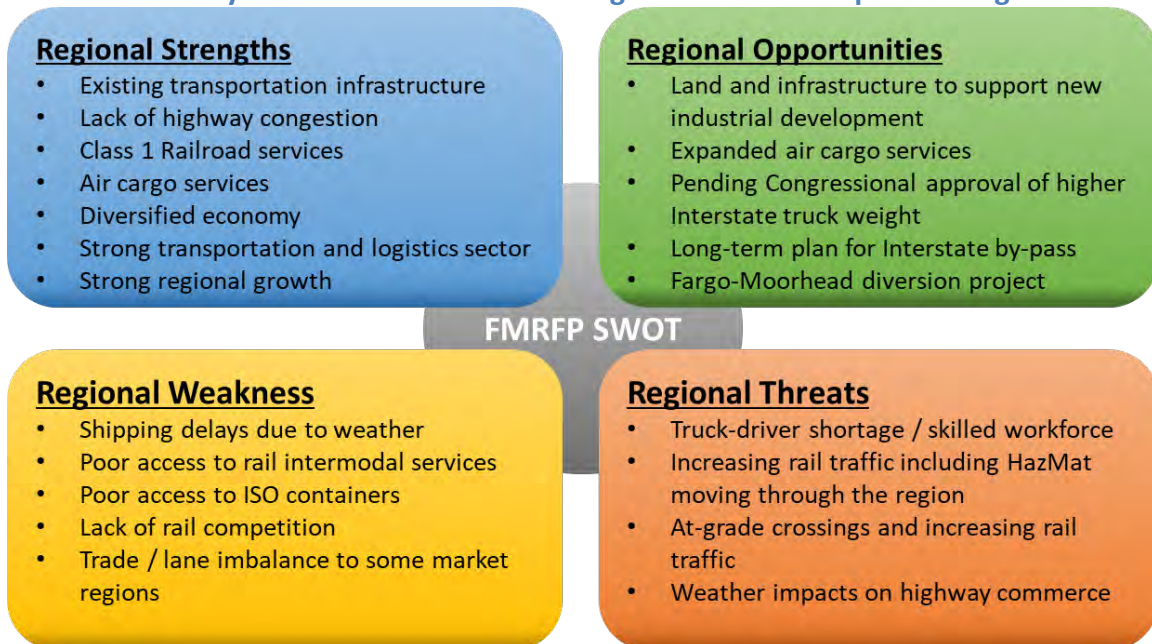 Regional Strengths
• Existing transportation infrastructure
• Lack of highway congestion
• Class 1 Railroad services
• Air cargo services
• Diversified economy
• Strong transportation and logistics sector
• Strong regional growth
Regional Opportunities
• Land and infrastructure to support new
industrial development
• Expanded air cargo services
• Pending Congressional approval of higher
Interstate truck weight
• Long-term plan for Interstate by-pass
• Fargo-Moorhead diversion project
FMRFP SWOT
Regional Weakness
• Shipping delays due to weather
• Poor access to rail intermodal services
• Poor access to ISO containers
• Lack of rail competition
• Trade / lane imbalance to some market
regions
Regional Threats
• Truck-driver shortage / skilled workforce
• Increasing rail traffic including HazMat
moving through the region
• At-grade crossings and increasing rail
traffic
• Weather impacts on highway commerce